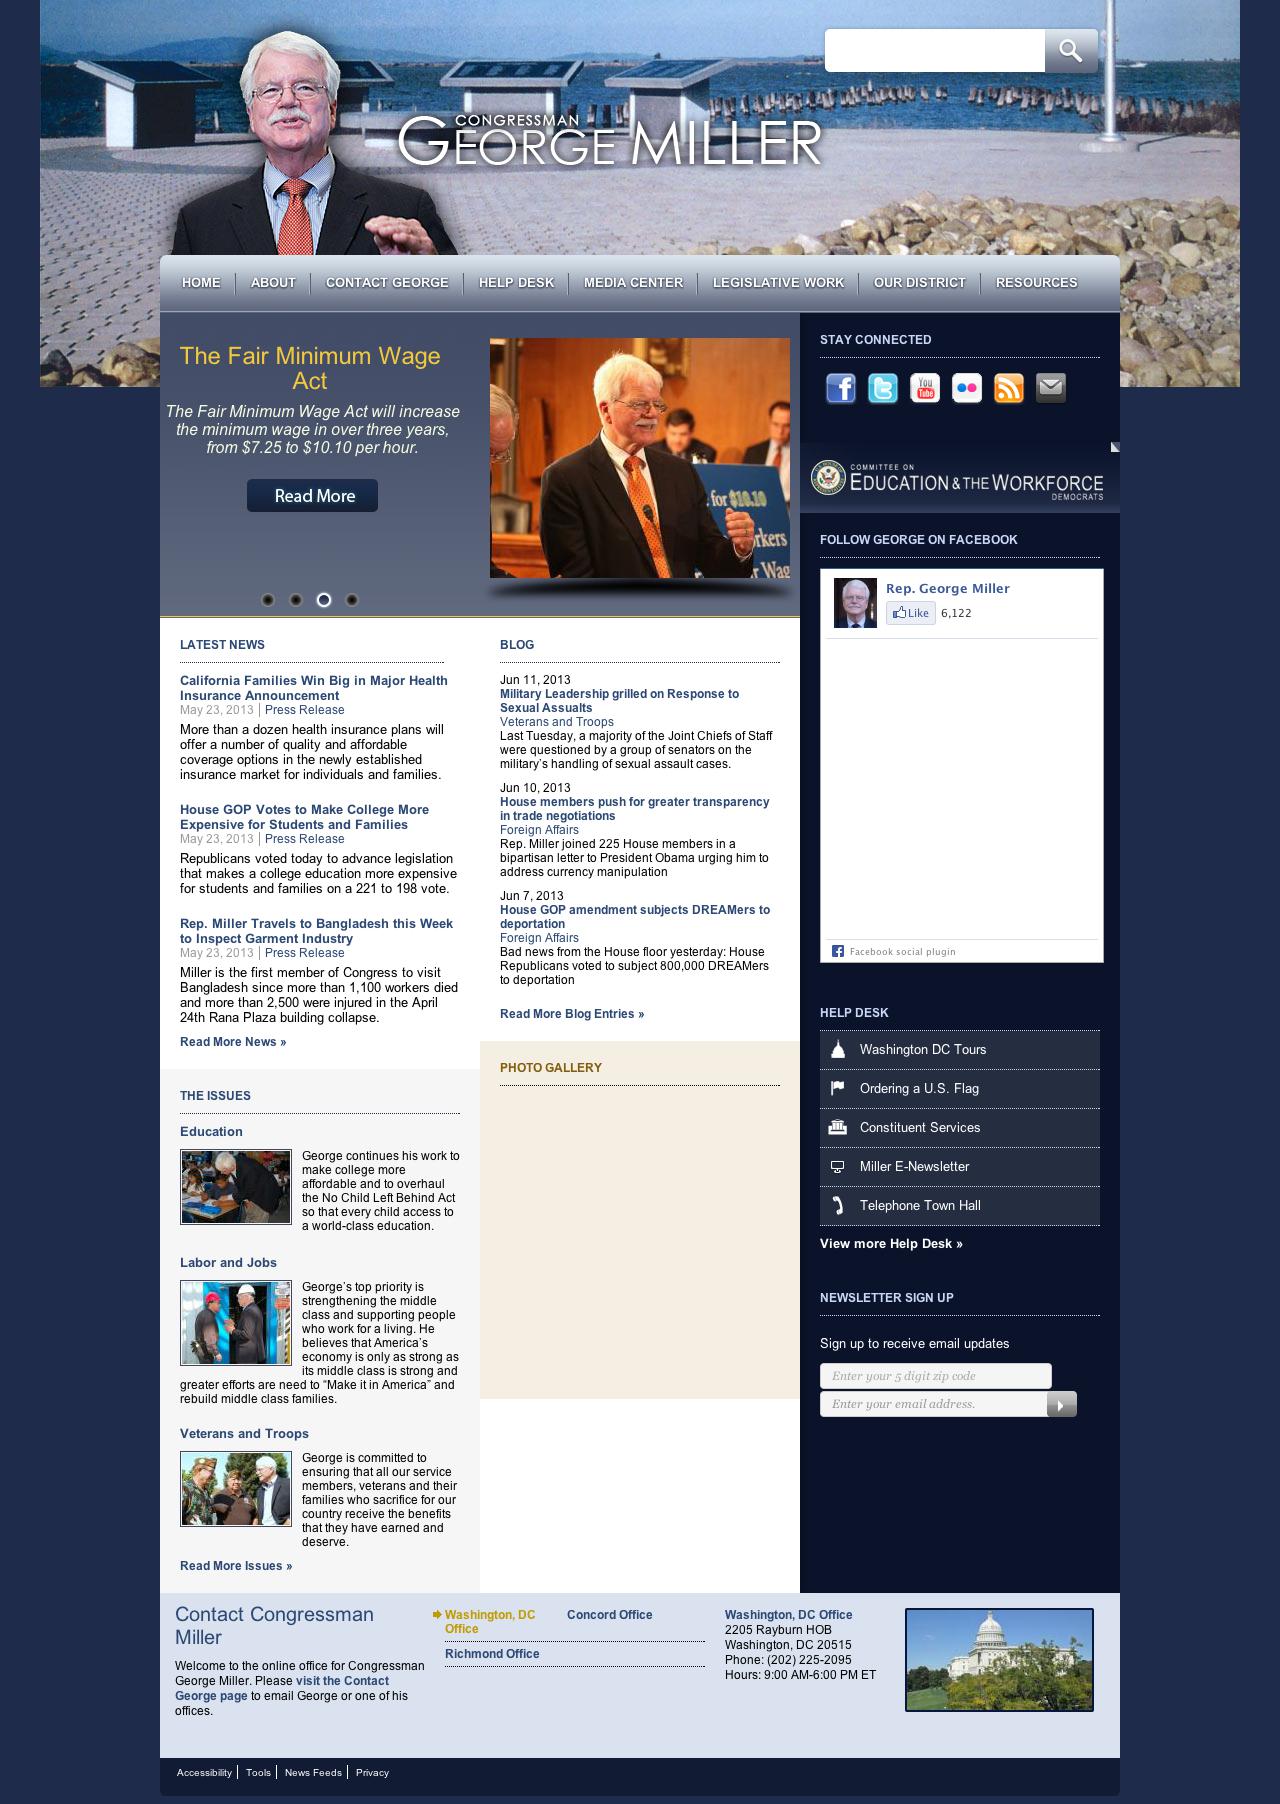 CONGRESSMAN
GEORGE MILLER
HOME
ABOUT
CONTACT GEORGE
HELP DESK
MEDIA CENTER
LEGISLATIVE WORK
OUR DISTRICT
RESOURCES
The Fair Minimum Wage
Act
The Fair Minimum Wage Act will increase
the minimum wage in over three years,
from $7.25 to $10.10 per hour.
Read More
for $10.10
rkers
r Wag
STAY CONNECTED
You
Tube
COMMITTEE ON
EDUCATION & THE WORKFORCE
DEMOCRATS
FOLLOW GEORGE ON FACEBOOK
Rep. George Miller
Like
6,122
Facebook social plugin
LATEST NEWS
California Families Win Big in Major Health
Insurance Announcement
May 23, 2013 | Press Release
More than a dozen health insurance plans will
offer a number of quality and affordable
coverage options in the newly established
insurance market for individuals and families.
House GOP Votes to Make College More
Expensive for Students and Families
May 23, 2013 | Press Release
Republicans voted today to advance legislation
that makes a college education more expensive
for students and families on a 221 to 198 vote.
Rep. Miller Travels to Bangladesh this Week
to Inspect Garment Industry
May 23, 2013 | Press Release
Miller is the first member of Congress to visit
Bangladesh since more than 1,100 workers died
and more than 2,500 were injured in the April
24th Rana Plaza building collapse.
Read More News »
BLOG
Jun 11, 2013
Military Leadership grilled on Response to
Sexual Assualts
Veterans and Troops
Last Tuesday, a majority of the Joint Chiefs of Staff
were questioned by a group of senators on the
military's handling of sexual assault cases.
Jun 10, 2013
House members push for greater transparency
in trade negotiations
Foreign Affairs
Rep. Miller joined 225 House members in a
bipartisan letter to President Obama urging him to
address currency manipulation
Jun 7, 2013
House GOP amendment subjects DREAMers to
deportation
Foreign Affairs
Bad news from the House floor yesterday: House
Republicans voted to subject 800,000 DREAMers
to deportation
Read More Blog Entries »
PHOTO GALLERY
THE ISSUES
Education
George continues his work to
make college more
affordable and to overhaul
the No Child Left Behind Act
so that every child access to
a world-class education.
Labor and Jobs
George's top priority is
strengthening the middle
class and supporting people
who work for a living. He
believes that America's
economy is only as strong as
its middle class is strong and
greater efforts are need to “Make it in America” and
rebuild middle class families.
Veterans and Troops
George is committed to
ensuring that all our service
members, veterans and their
families who sacrifice for our
country receive the benefits
that they have earned and
deserve.
Read More Issues »
HELP DESK
Washington DC Tours
Ordering a U.S. Flag
Constituent Services
Miller E-Newsletter
Telephone Town Hall
View more Help Desk »
NEWSLETTER SIGN UP
Sign up to receive email updates
Enter your 5 digit zip code
Enter your email address.
Contact Congressman
Miller
Welcome to the online office for Congressman
George Miller. Please visit the Contact
George page to email George or one of his
offices.
Washington, DC
Office
Concord Office
Richmond Office
Washington, DC Office
2205 Rayburn HOB
Washington, DC 20515
Phone: (202) 225-2095
Hours: 9:00 AM-6:00 PM ET
Accessibility | Tools | News Feeds | Privacy